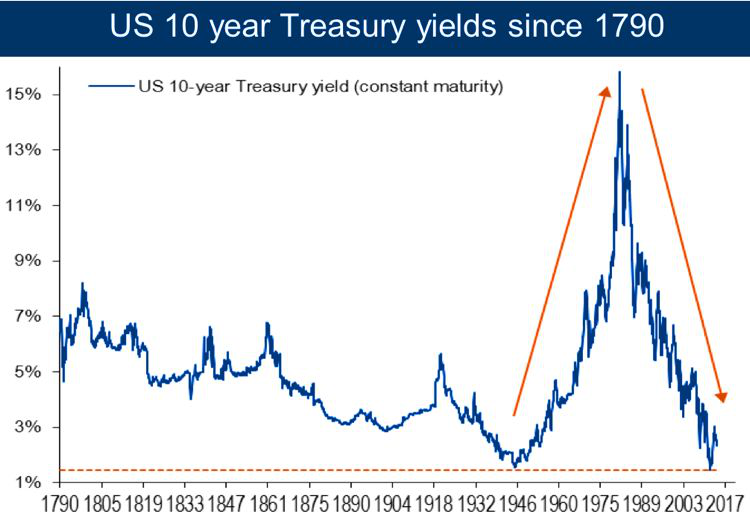 US 10 year Treasury yields since 1790
US 10-year Treasury yield (constant maturity)
15%
13%
11%
9%
7%
5%
3%
1%
1790 1805 1819 1833 1847 1861 1875 1890 1904 1918 1932 1946 1960 1975 1989 2003 2017